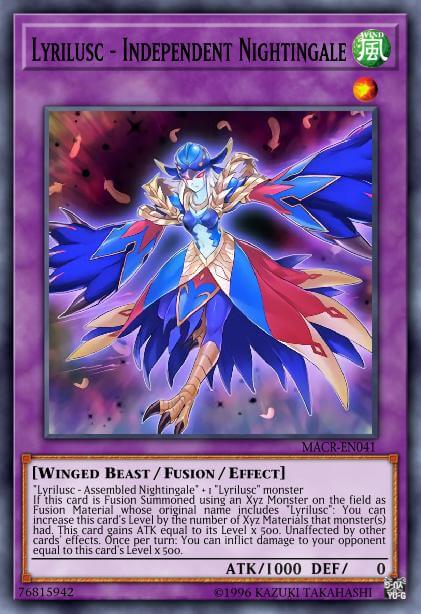 LYRILUSC - INDEPENDENT NIGHTINGALE
WIND
風
MACR-EN041
[WINGED BEAST / FUSION / EFFECT]
"Lyrilusc - Assembled Nightingale" + 1 "Lyrilusc" monster
If this card is Fusion Summoned using an Xyz Monster on the field as
Fusion Material whose original name includes "Lyrilusc": You can
increase this card's Level by the number of Xyz Materials that monster(s)
had. This card gains ATK equal to its Level x 500. Unaffected by other
cards' effects. Once per turn: You can inflict damage to your opponent
equal to this card's Level x 500.
ATK/1000 DEF/ 0
76815942
©1996 KAZUKI TAKAHASHI